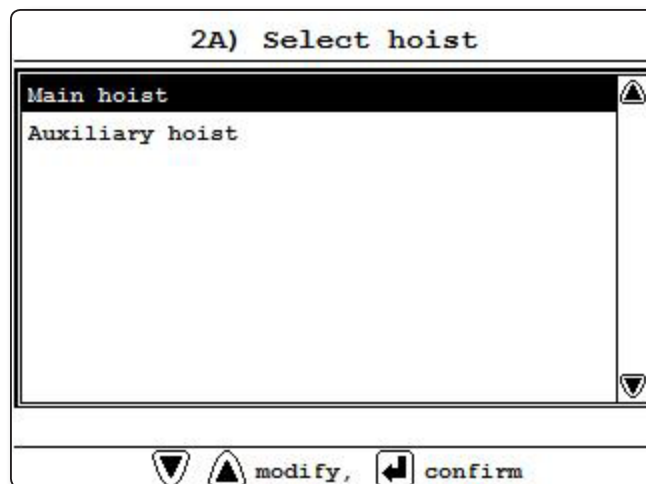 2A) Select hoist
Main hoist
Auxiliary hoist
modify, confirm